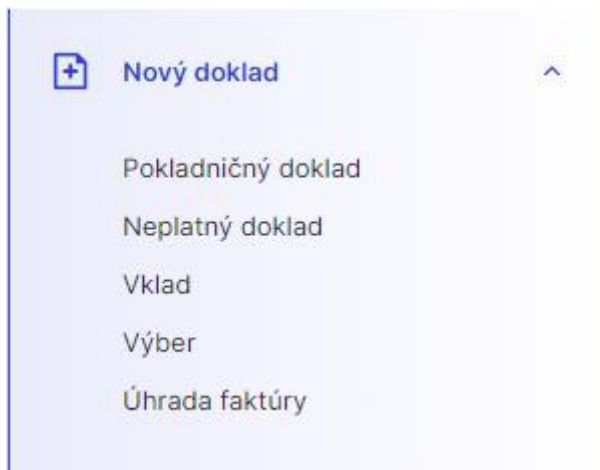 Nový doklad
Pokladničný doklad
Neplatný doklad
Vklad
Výber
Úhrada faktúry